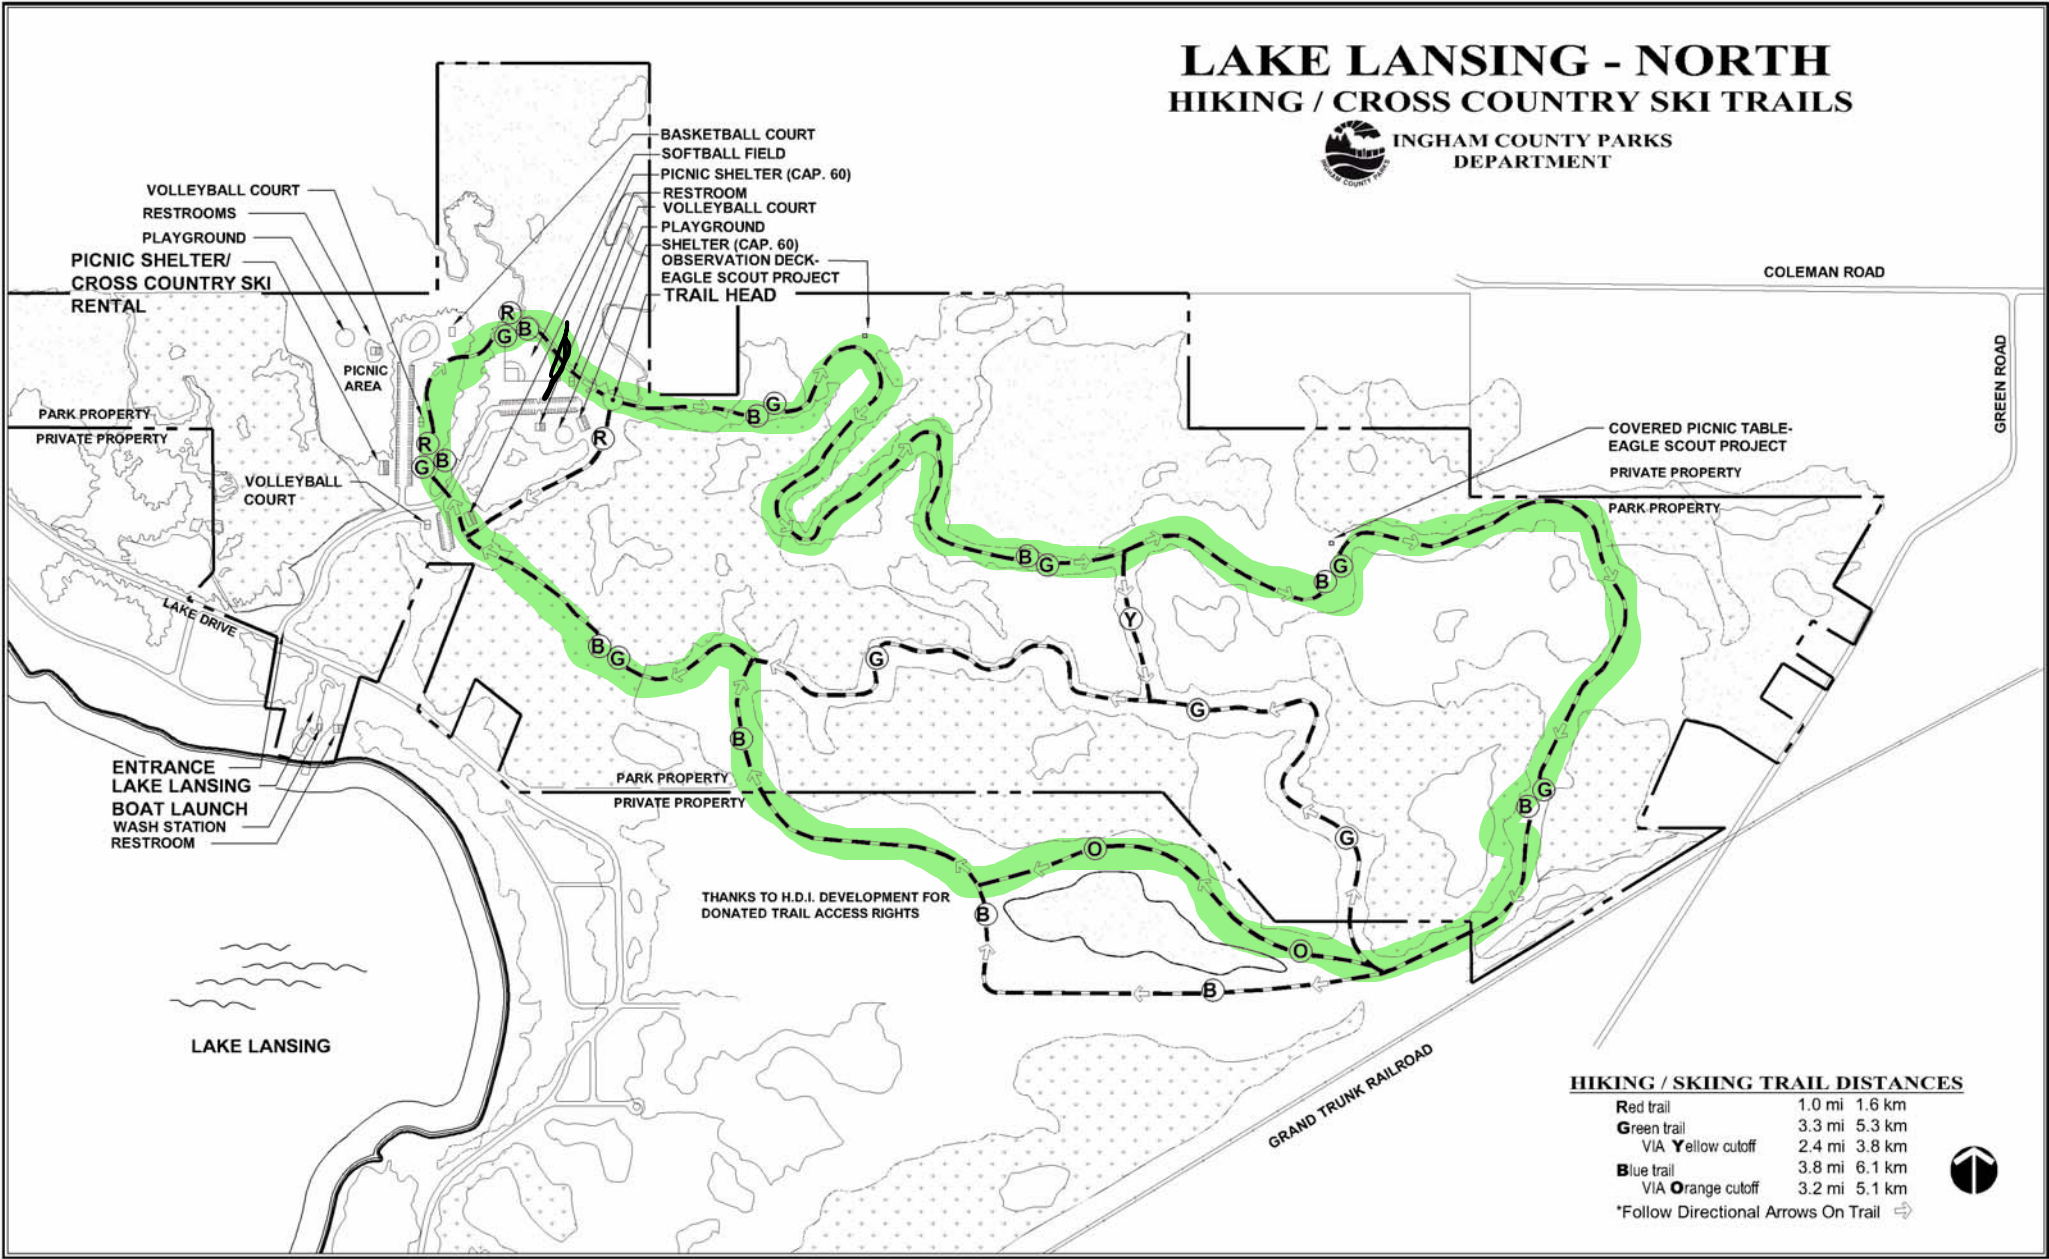 LAKE LANSING - NORTH
HIKING / CROSS COUNTRY SKI TRAILS
INGHAM COUNTY PARKS
DEPARTMENT
INGHAM COUNTY PARKS
BASKETBALL COURT
SOFTBALL FIELD
PICNIC SHELTER (CAP. 60)
RESTROOM
VOLLEYBALL COURT
PLAYGROUND
SHELTER (CAP. 60)
OBSERVATION DECK-
EAGLE SCOUT PROJECT
TRAIL HEAD
VOLLEYBALL COURT
RESTROOMS
PLAYGROUND
PICNIC SHELTER/
CROSS COUNTRY SKI
RENTAL
PICNIC
AREA
PARK PROPERTY
PRIVATE PROPERTY
VOLLEYBALL
COURT
COLEMAN ROAD
GREEN ROAD
COVERED PICNIC TABLE-
EAGLE SCOUT PROJECT
PRIVATE PROPERTY
PARK PROPERTY
R
G B
R
G B
R
B G
B G
B G
Y
B G
G
G
B
B G
G
O
O
B
B
LAKE DRIVE
ENTRANCE
LAKE LANSING
BOAT LAUNCH
WASH STATION
RESTROOM
PARK PROPERTY
PRIVATE PROPERTY
THANKS TO H.D.I. DEVELOPMENT FOR
DONATED TRAIL ACCESS RIGHTS
LAKE LANSING
GRAND TRUNK RAILROAD
HIKING / SKIING TRAIL DISTANCES
Red trail 1.0 mi 1.6 km
Green trail 3.3 mi 5.3 km
VIA Yellow cutoff 2.4 mi 3.8 km
Blue trail 3.8 mi 6.1 km
VIA Orange cutoff 3.2 mi 5.1 km
*Follow Directional Arrows On Trail